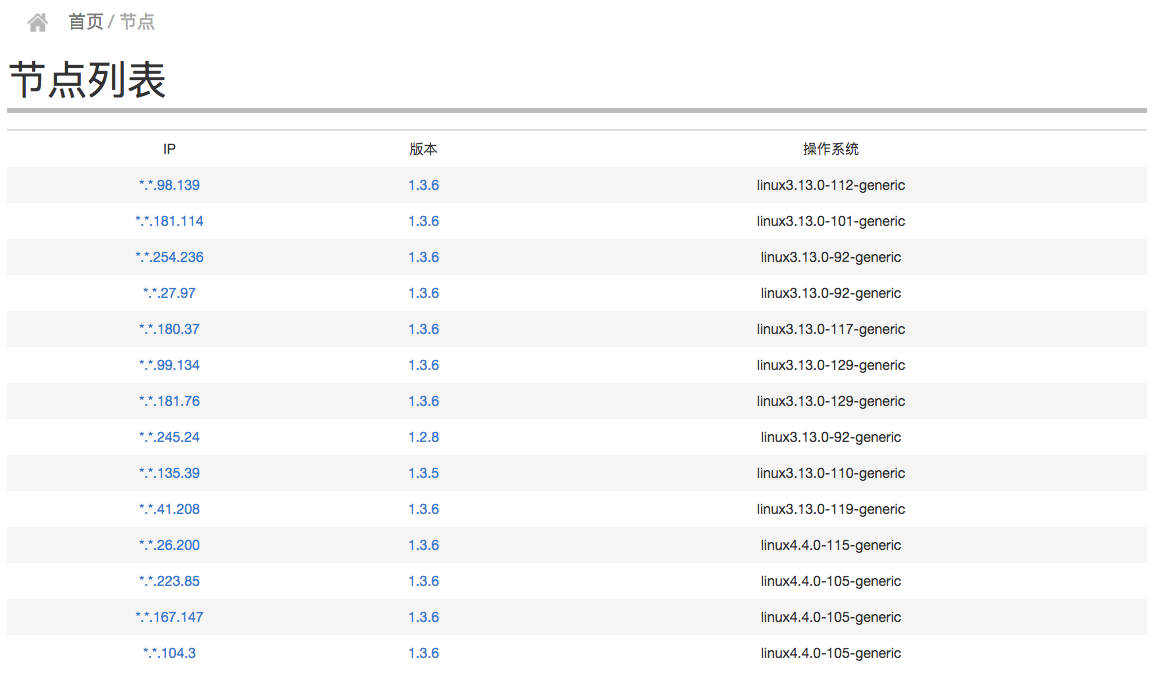 首页 / 节点
节点列表
IP 版本 操作系统
*.*.98.139 1.3.6 linux3.13.0-112-generic
*.*.181.114 1.3.6 linux3.13.0-101-generic
*.*.254.236 1.3.6 linux3.13.0-92-generic
*.*.27.97 1.3.6 linux3.13.0-92-generic
*.*.180.37 1.3.6 linux3.13.0-117-generic
*.*.99.134 1.3.6 linux3.13.0-129-generic
*.*.181.76 1.3.6 linux3.13.0-129-generic
*.*.245.24 1.2.8 linux3.13.0-92-generic
*.*.135.39 1.3.5 linux3.13.0-110-generic
*.*.41.208 1.3.6 linux3.13.0-119-generic
*.*.26.200 1.3.6 linux4.4.0-115-generic
*.*.223.85 1.3.6 linux4.4.0-105-generic
*.*.167.147 1.3.6 linux4.4.0-105-generic
*.*.104.3 1.3.6 linux4.4.0-105-generic